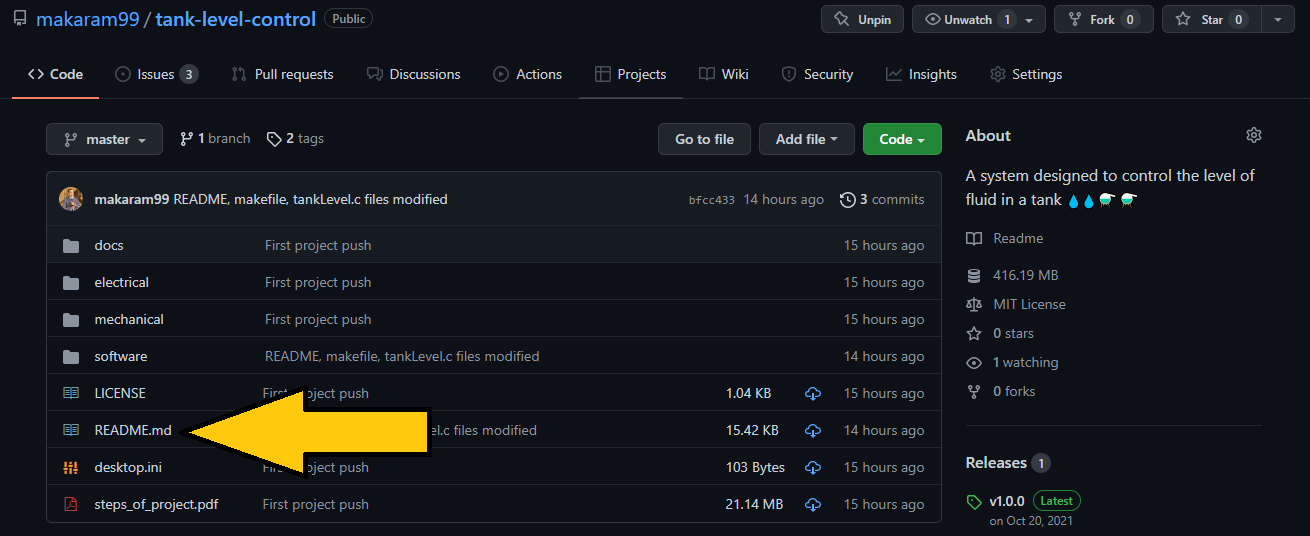 makaram99 / tank-level-control Public Unpin Unwatch 1 Fork 0 Star 0
Code Issues 3 Pull requests Discussions Actions Projects Wiki Security Insights Settings
master 1 branch 2 tags Go to file Add file Code
makaram99 README, makefile, tankLevel.c files modified bfcc433 14 hours ago 3 commits
docs First project push 15 hours ago
electrical First project push 15 hours ago
mechanical First project push 15 hours ago
software README, makefile, tankLevel.c files modified 14 hours ago
LICENSE First project push 1.04 KB 15 hours ago
README.md files modified 15.42 KB 14 hours ago
desktop.ini First project push 103 Bytes 15 hours ago
steps_of_project.pdf First project push 21.14 MB 15 hours ago
About
A system designed to control the level of
fluid in a tank 💧💧
Readme
416.19 MB
MIT License
0 stars
1 watching
0 forks
Releases 1
v1.0.0 Latest
on Oct 20, 2021